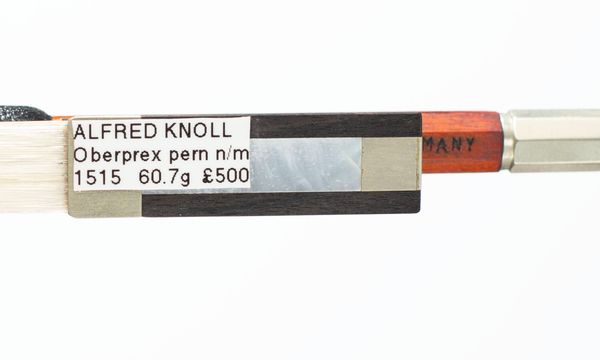 ALFRED KNOLL
Oberprex pern n/m
1515 60.7g £500
MANY